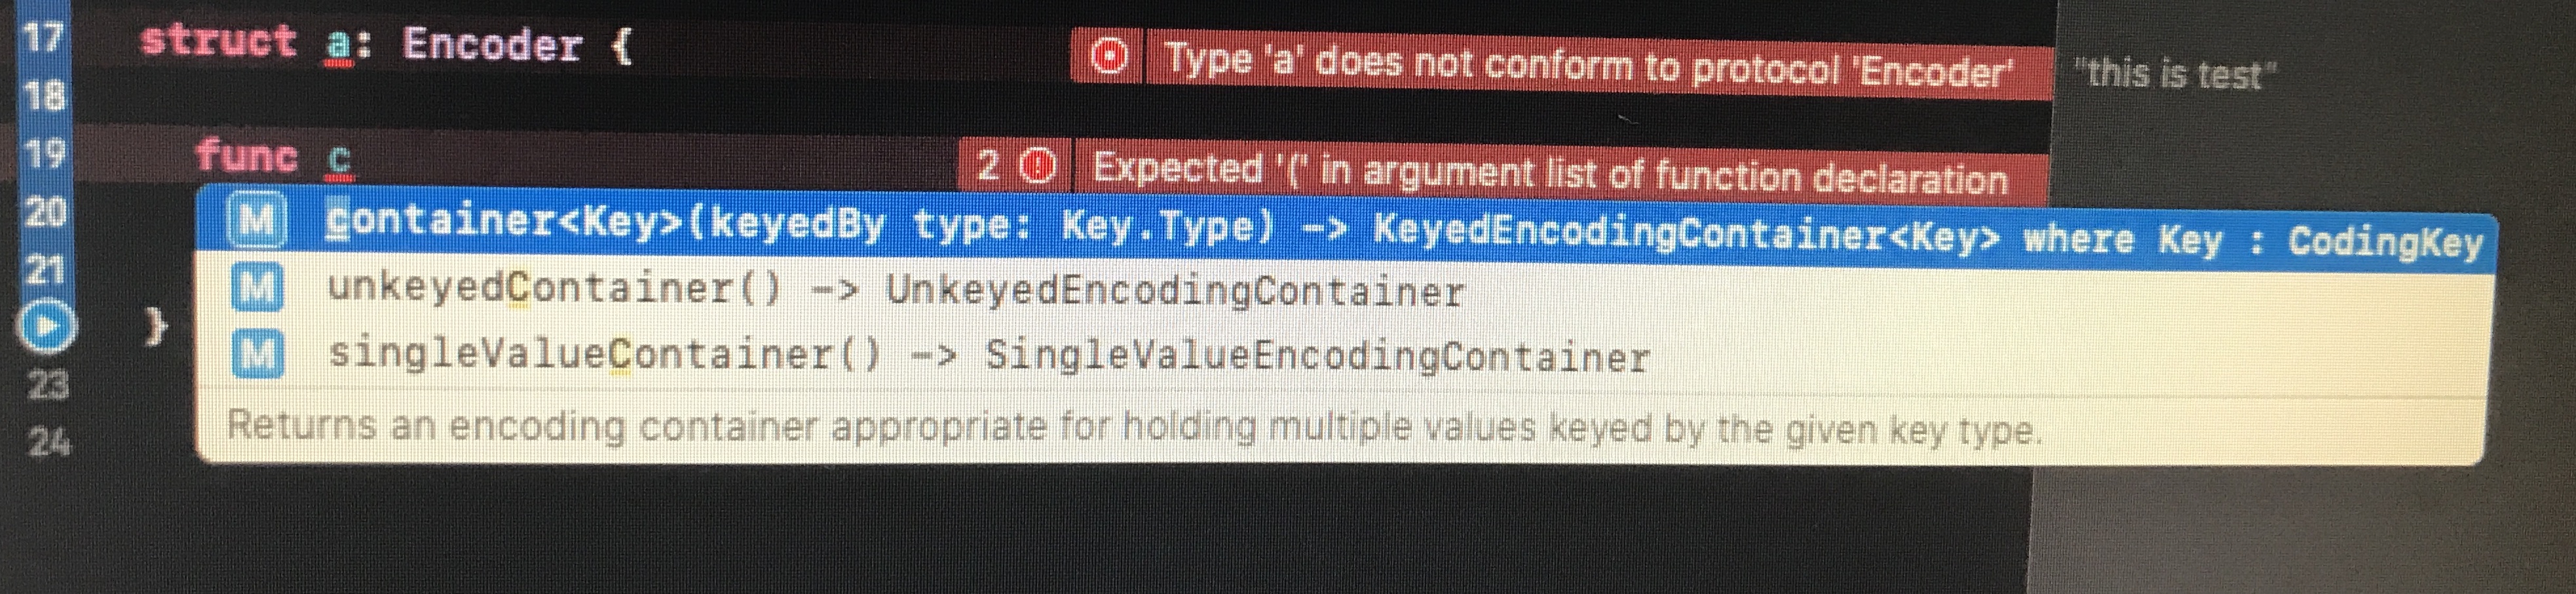 17 struct a: Encoder { Type 'a' does not conform to protocol 'Encoder' "this is test"
18
19 func c 2 Expected '(' in argument list of function declaration
20 M container<Key>(keyedBy type: Key.Type) -> KeyedEncodingContainer<Key> where Key : CodingKey
21 M unkeyedContainer() -> UnkeyedEncodingContainer
} M singleValueContainer() -> SingleValueEncodingContainer
23
24 Returns an encoding container appropriate for holding multiple values keyed by the given key type.